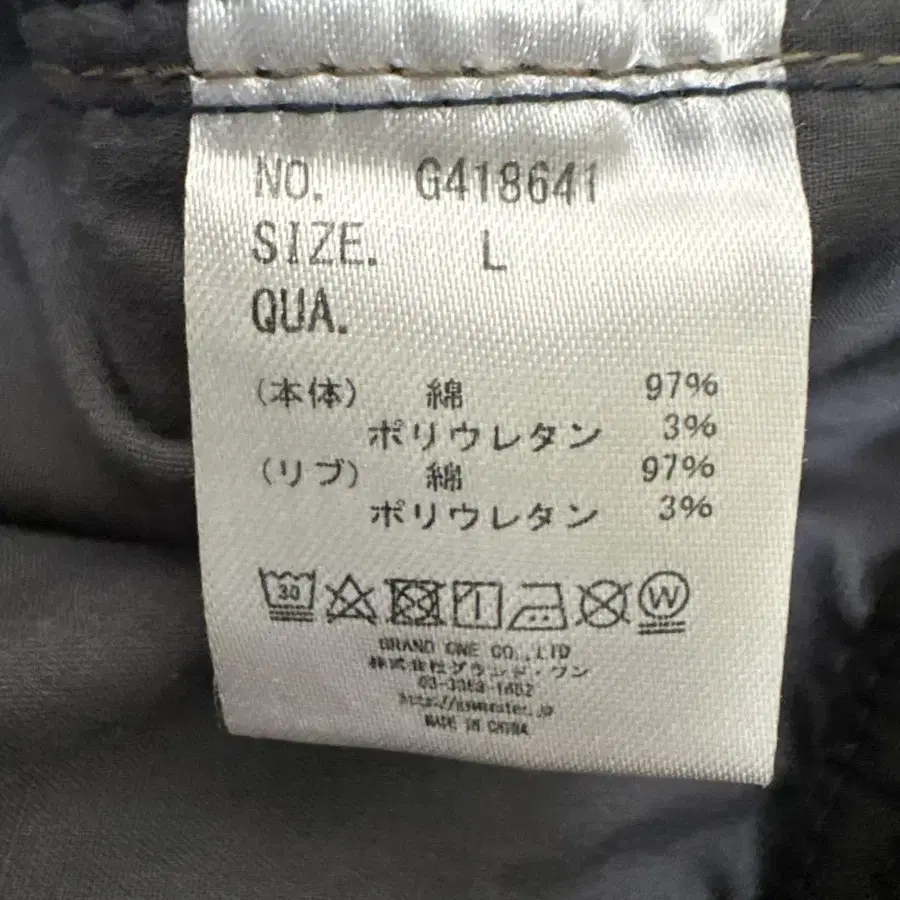 NO. G418641
SIZE. L
QUA.
(本体) 綿 97%
ポリウレタン 3%
(リブ) 綿 97%
ポリウレタン 3%
30 W
GRAND ONE CO.,LTD
株式会社グランド・ワン
MADE IN CHINA